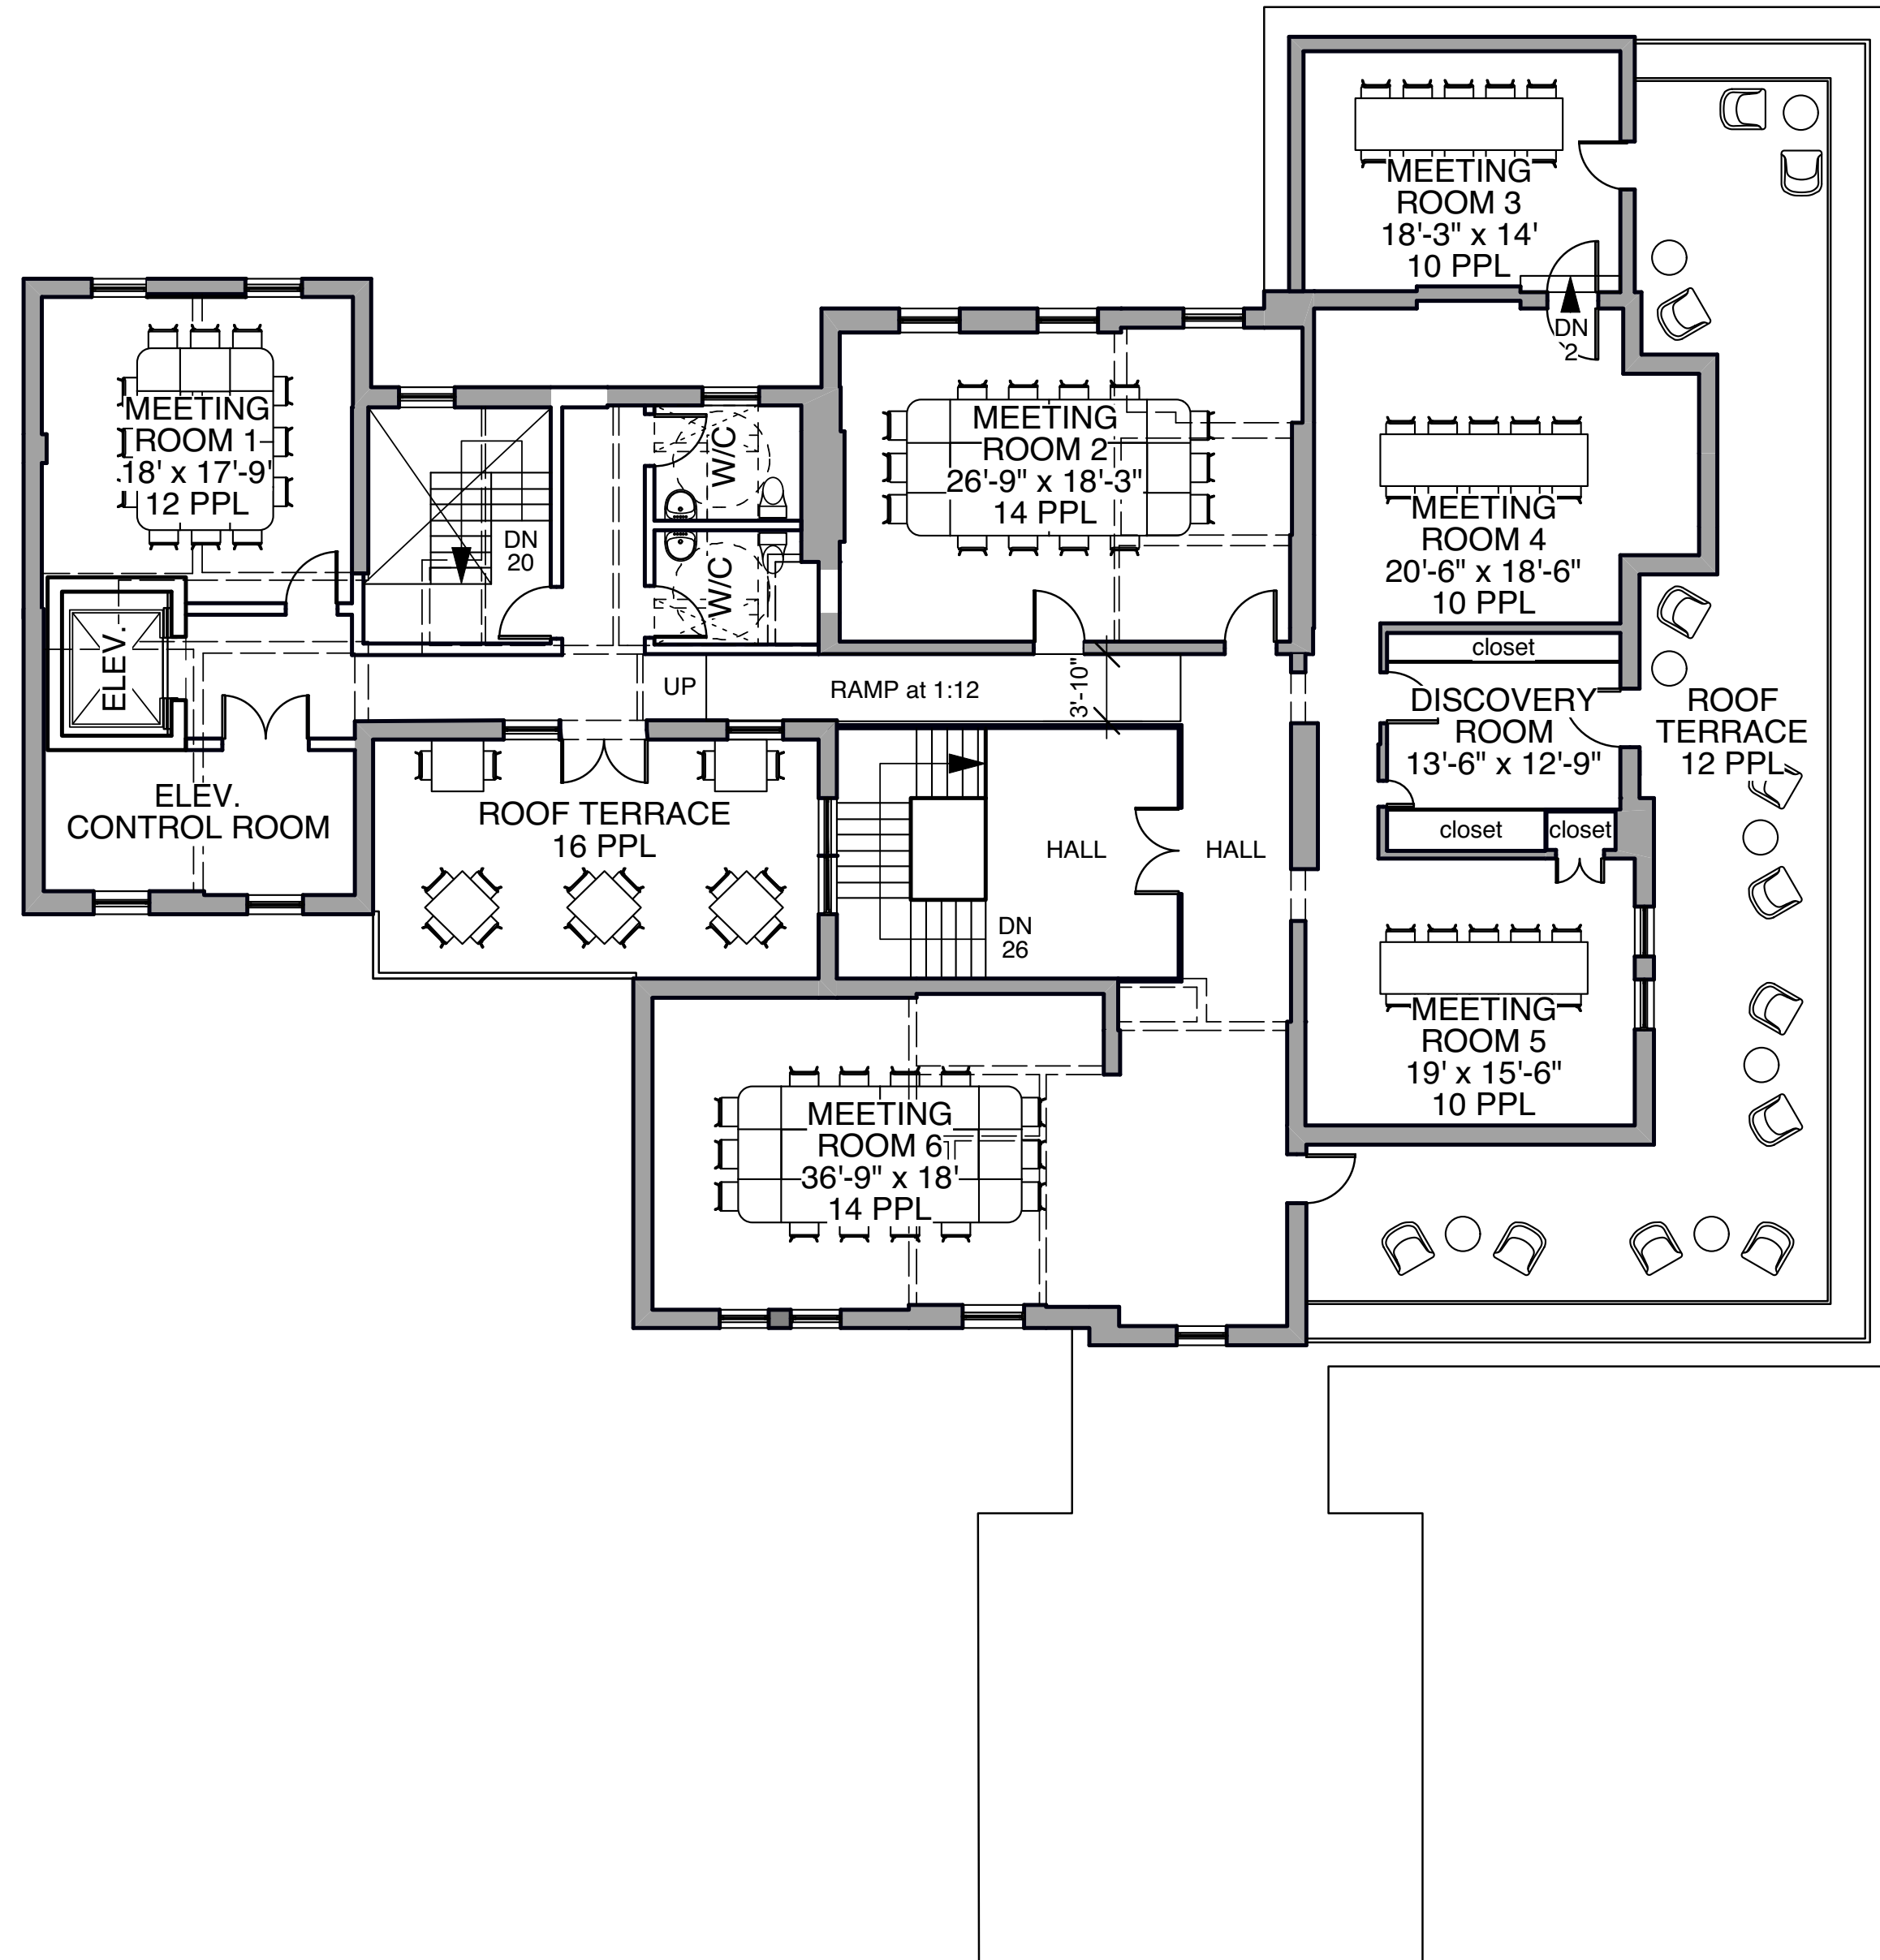 MEETING
ROOM 3
18'-3" x 14'
10 PPL
DN
2
MEETING
ROOM 1
18' x 17'-9'
12 PPL
DN
20
W/C
W/C
MEETING
ROOM 2
26'-9" x 18'-3"
14 PPL
MEETING
ROOM 4
20'-6" x 18'-6"
10 PPL
ELEV.
UP
RAMP at 1:12
3'-10"
closet
DISCOVERY
ROOM
13'-6" x 12'-9"
ROOF
TERRACE
12 PPL
ELEV.
CONTROL ROOM
ROOF TERRACE
16 PPL
HALL
HALL
closet
closet
DN
26
MEETING
ROOM 5
19' x 15'-6"
10 PPL
MEETING
ROOM 6
36'-9" x 18'
14 PPL